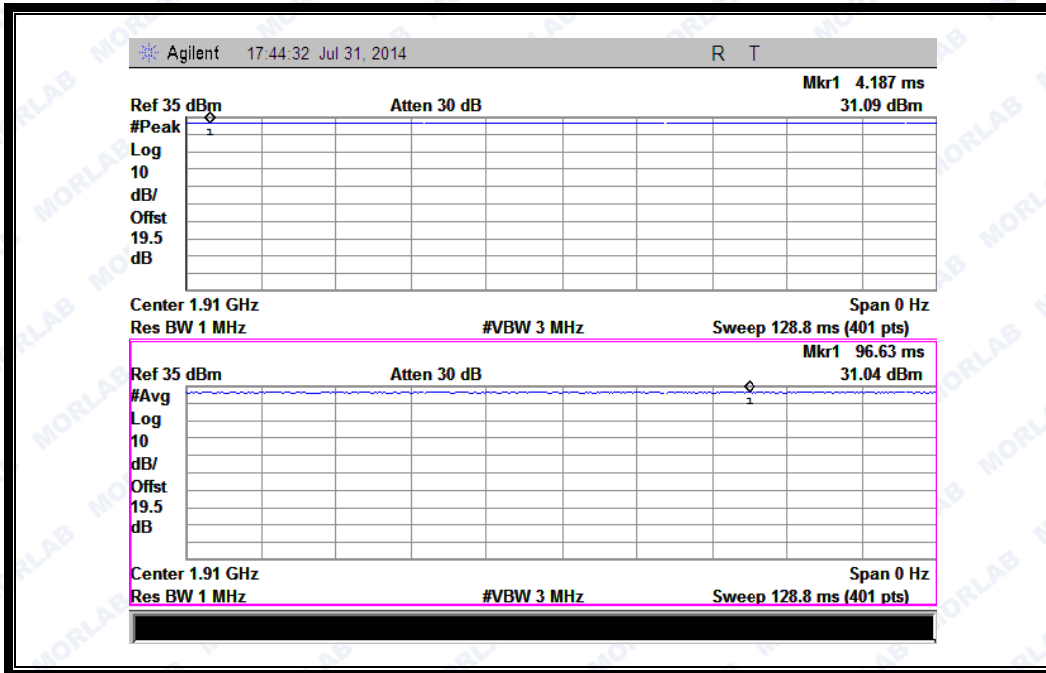 Agilent 17:44:32 Jul 31, 2014 R T
Mkr1 4.187 ms
Ref 35 dBm Atten 30 dB 31.09 dBm
#Peak
1
Log
10
dB/
Offst
19.5
dB
Center 1.91 GHz Span 0 Hz
Res BW 1 MHz #VBW 3 MHz Sweep 128.8 ms (401 pts)
Mkr1 96.63 ms
Ref 35 dBm Atten 30 dB 31.04 dBm
#Avg
1
Log
10
dB/
Offst
19.5
dB
Center 1.91 GHz Span 0 Hz
Res BW 1 MHz #VBW 3 MHz Sweep 128.8 ms (401 pts)
MORLAB